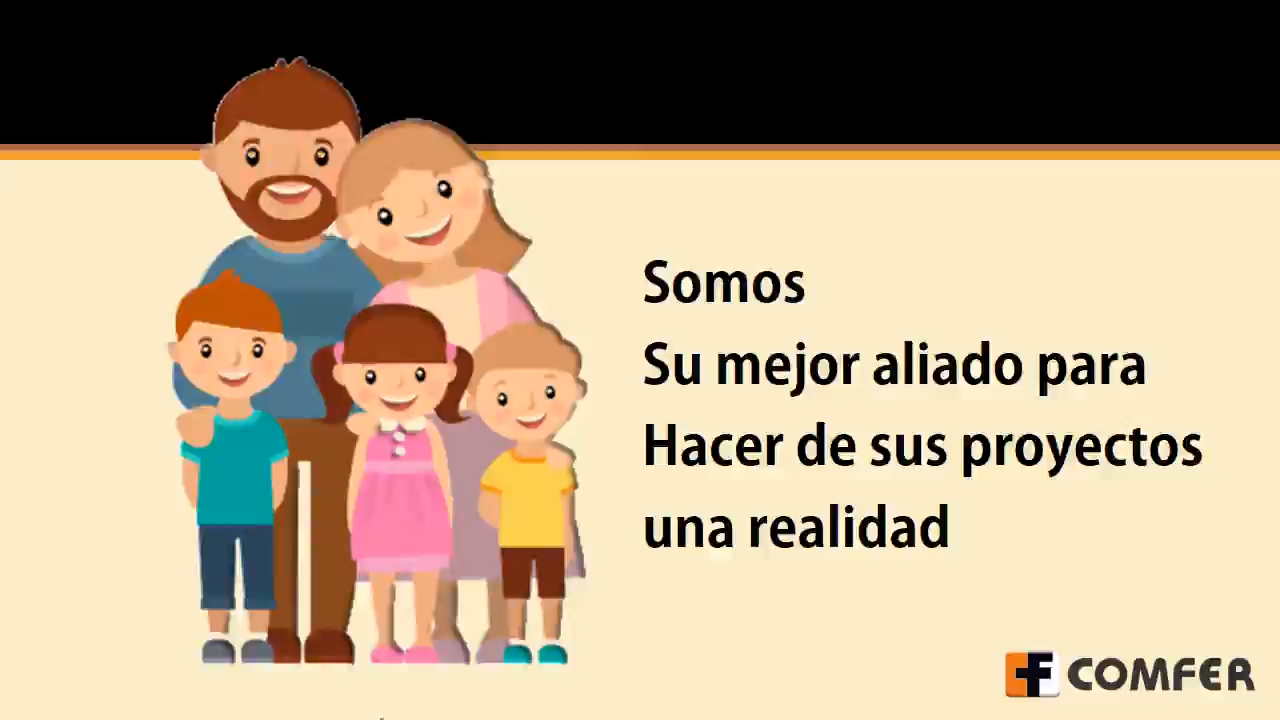 Somos
Su mejor aliado para
Hacer de sus proyectos
una realidad
COMFER